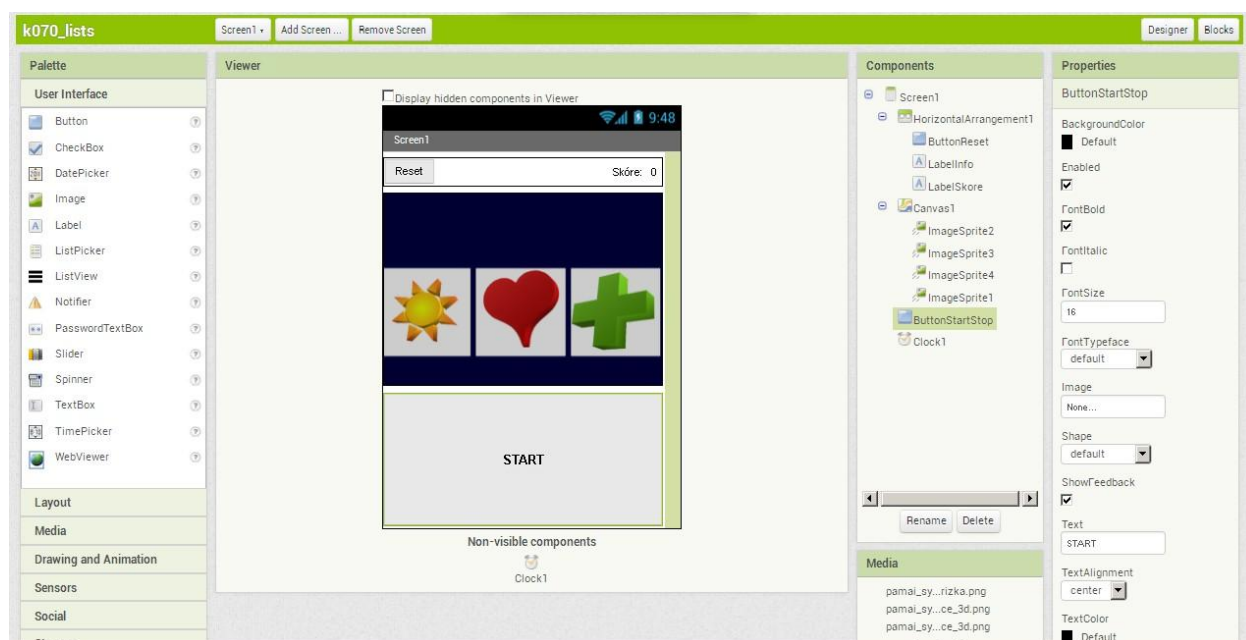 k070_lists
Screen1
Add Screen ...
Remove Screen
Designer
Blocks
Palette
User Interface
Button
CheckBox
DatePicker
Image
Label
ListPicker
ListView
Notifier
PasswordTextBox
Slider
Spinner
TextBox
TimePicker
WebViewer
Layout
Media
Drawing and Animation
Sensors
Social
Viewer
Display hidden components in Viewer
9:48
Screen1
Reset
Skóre: 0
START
Non-visible components
Clock1
Components
Screen1
HorizontalArrangement1
ButtonReset
LabelInfo
LabelSkore
Canvas1
ImageSprite2
ImageSprite3
ImageSprite4
ImageSprite1
ButtonStartStop
Clock1
Rename Delete
Media
pamai_sy...rizka.png
pamai_sy...ce_3d.png
pamai_sy...ce_3d.png
Properties
ButtonStartStop
BackgroundColor
Default
Enabled
FontBold
FontItalic
FontSize
16
FontTypeface
default
Image
None...
Shape
default
ShowFeedback
Text
START
TextAlignment
center
TextColor
Default